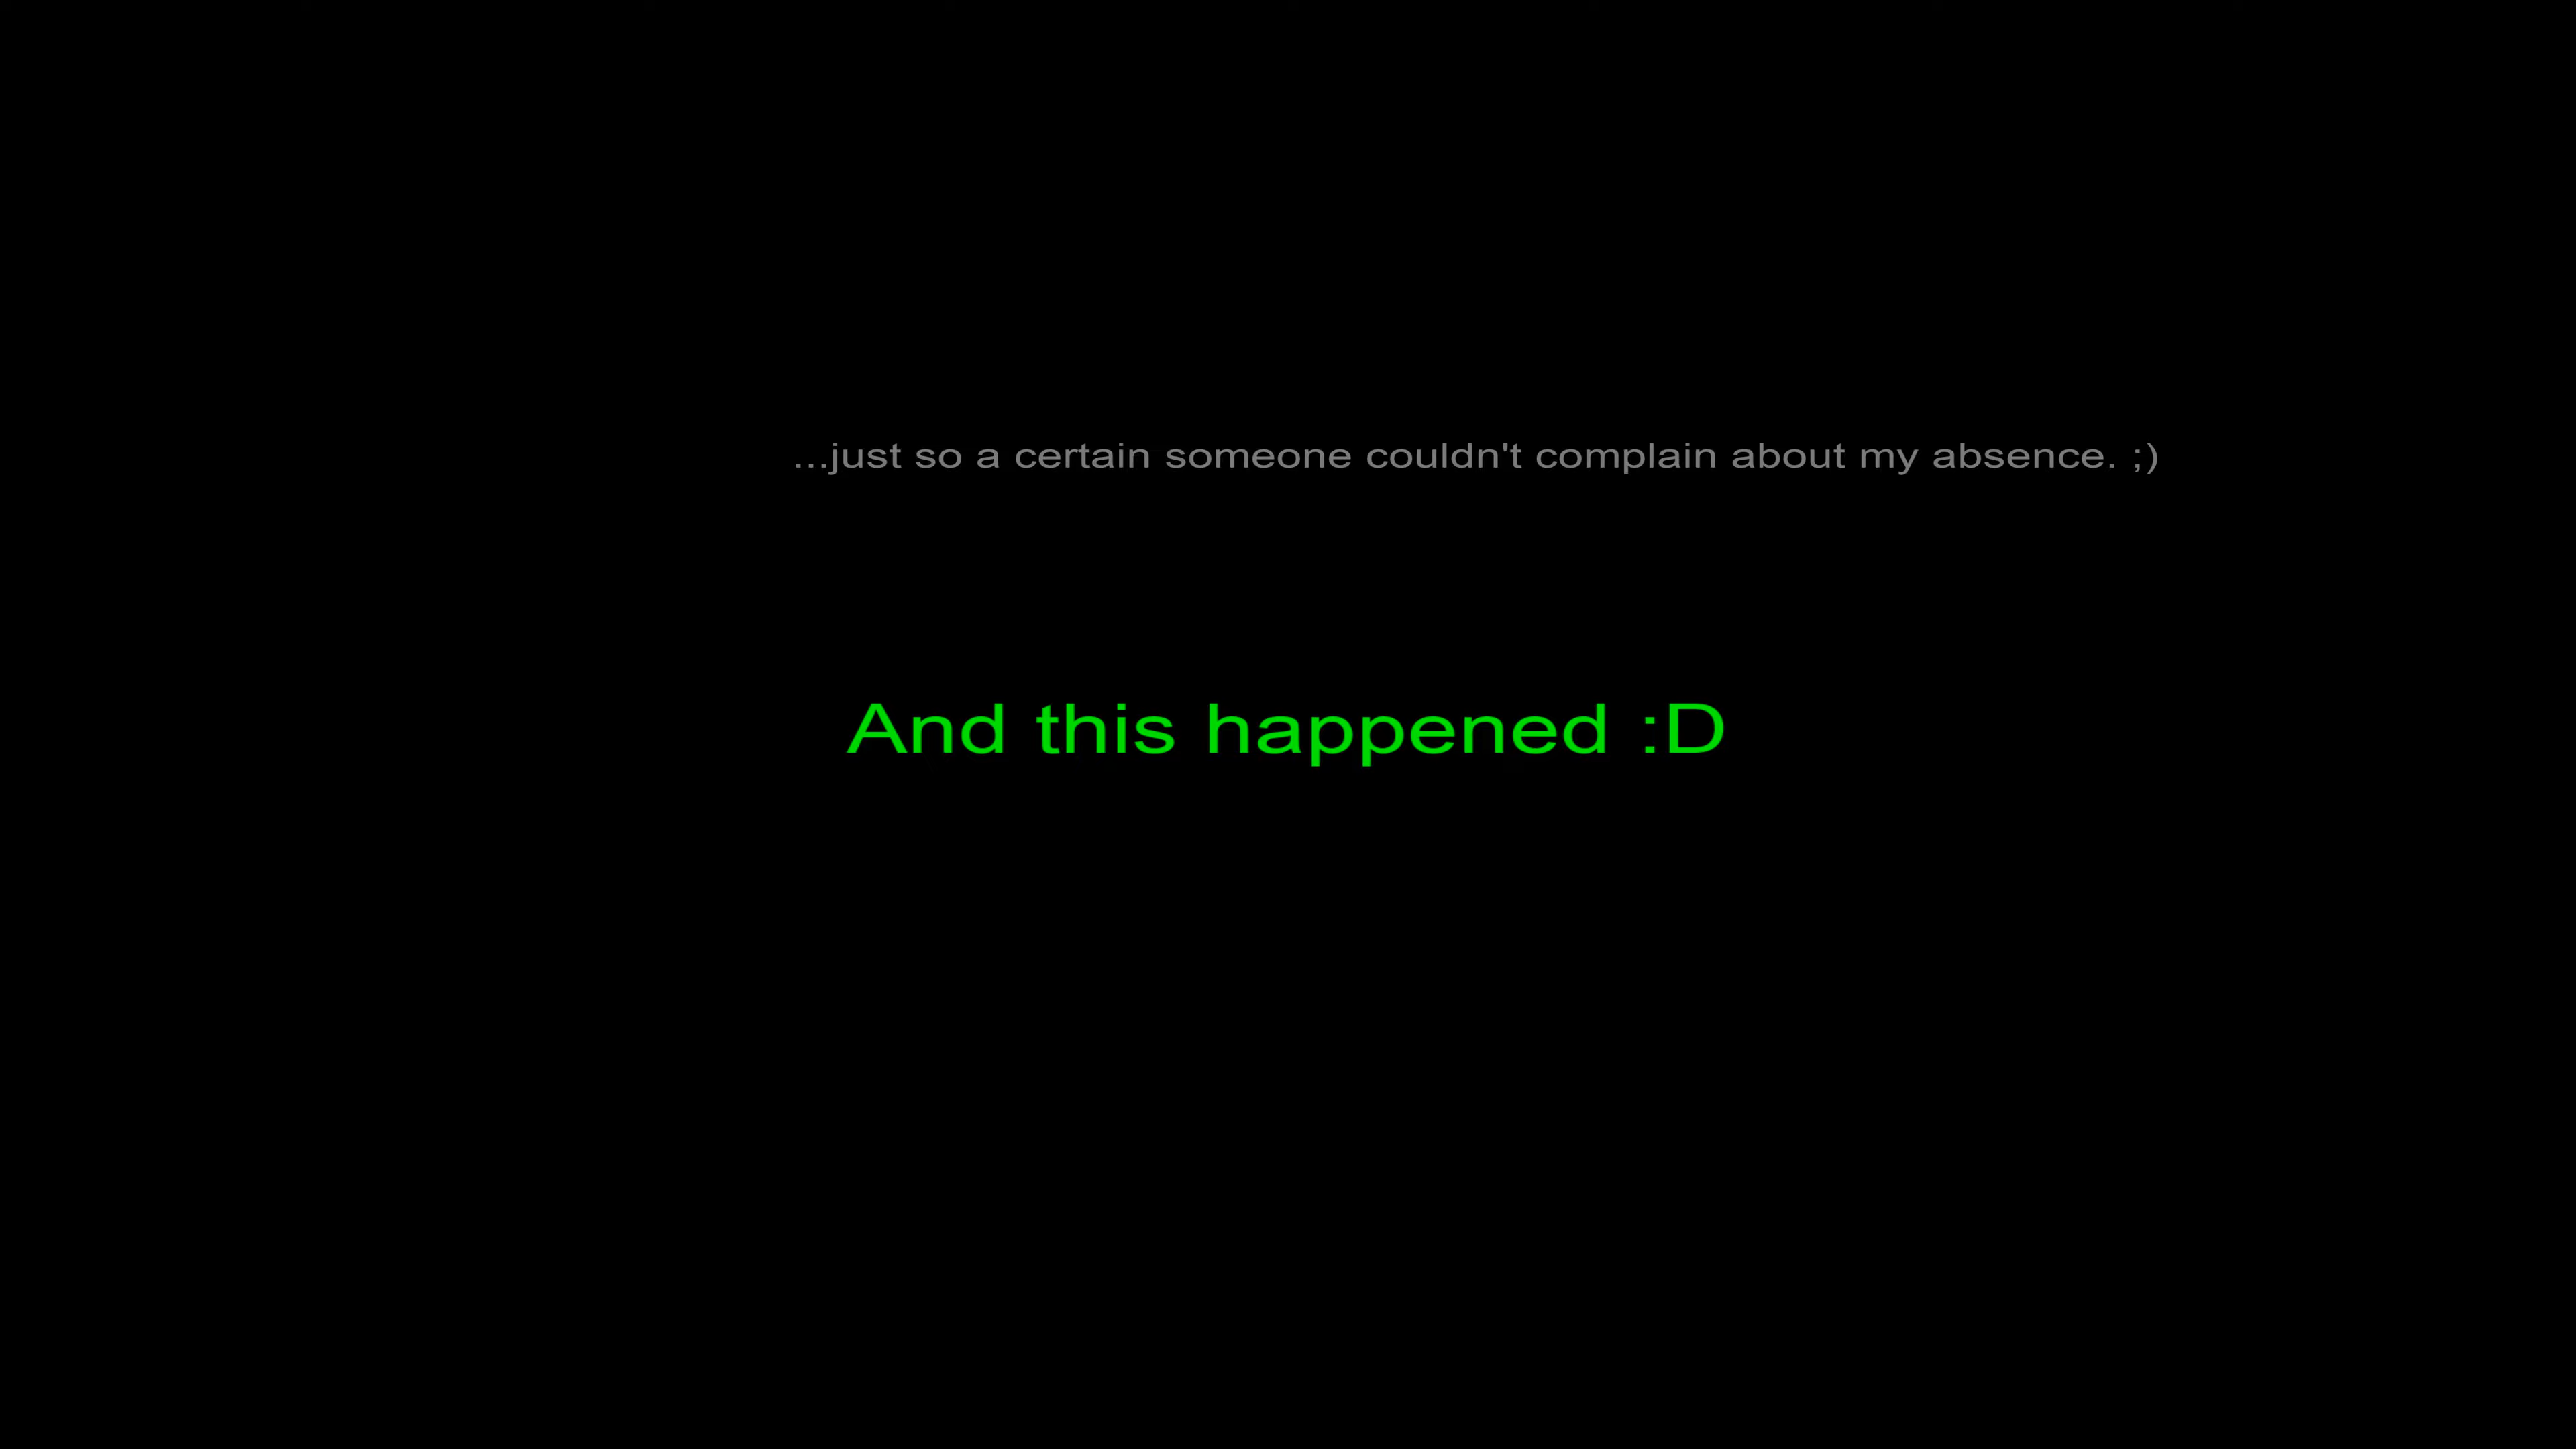 ...just so a certain someone couldn't complain about my absence. ;)
And this happened :D